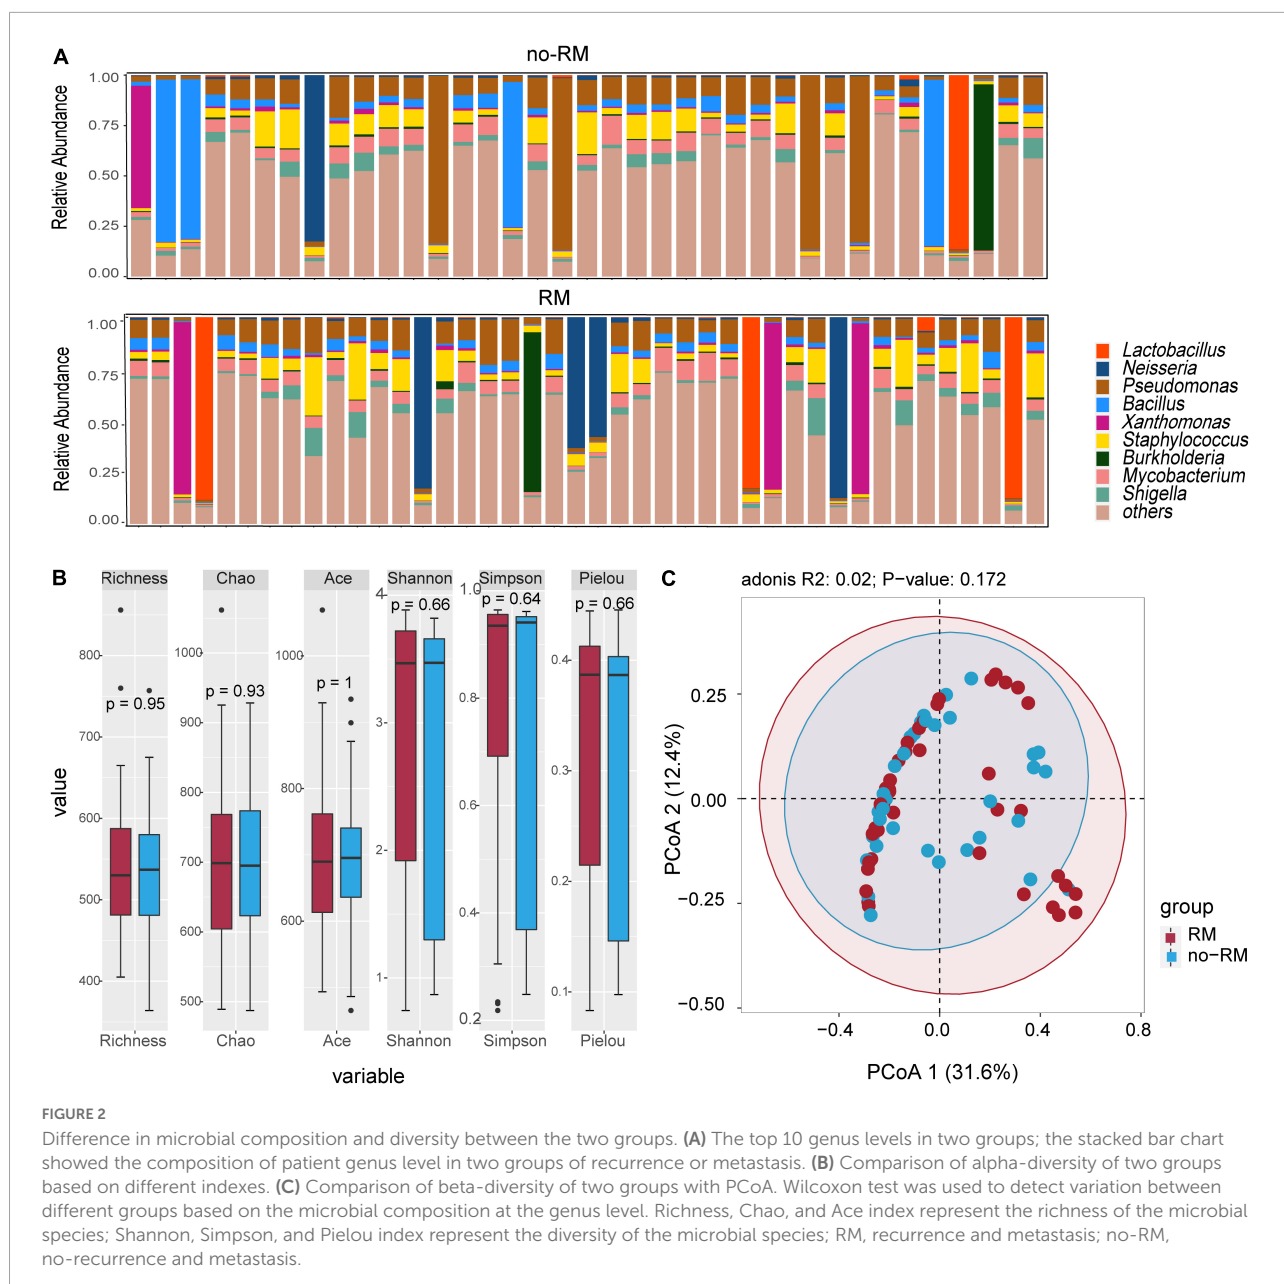 A
no-RM
Relative Abundance
1.00
0.75
0.50
0.25
0.00
RM
Relative Abundance
1.00
0.75
0.50
0.25
0.00
Lactobacillus
Neisseria
Pseudomonas
Bacillus
Xanthomonas
Staphylococcus
Burkholderia
Mycobacterium
Shigella
others
B
value
Richness
p = 0.95
800
700
600
500
400
Richness
Chao
p = 0.93
1000
900
800
700
600
500
Chao
Ace
p = 1
1000
800
600
Ace
Shannon
p = 0.66
4
3
2
1
Shannon
Simpson
p = 0.64
1.0
0.8
0.6
0.4
0.2
Simpson
Pielou
p = 0.66
0.4
0.3
0.2
0.1
Pielou
variable
C
adonis R2: 0.02; P−value: 0.172
PCoA 2 (12.4%)
0.25
0.00
−0.25
−0.50
−0.4
0.0
0.4
0.8
PCoA 1 (31.6%)
group
RM
no−RM
FIGURE 2
Difference in microbial composition and diversity between the two groups. (A) The top 10 genus levels in two groups; the stacked bar chart
showed the composition of patient genus level in two groups of recurrence or metastasis. (B) Comparison of alpha-diversity of two groups
based on different indexes. (C) Comparison of beta-diversity of two groups with PCoA. Wilcoxon test was used to detect variation between
different groups based on the microbial composition at the genus level. Richness, Chao, and Ace index represent the richness of the microbial
species; Shannon, Simpson, and Pielou index represent the diversity of the microbial species; RM, recurrence and metastasis; no-RM,
no-recurrence and metastasis.